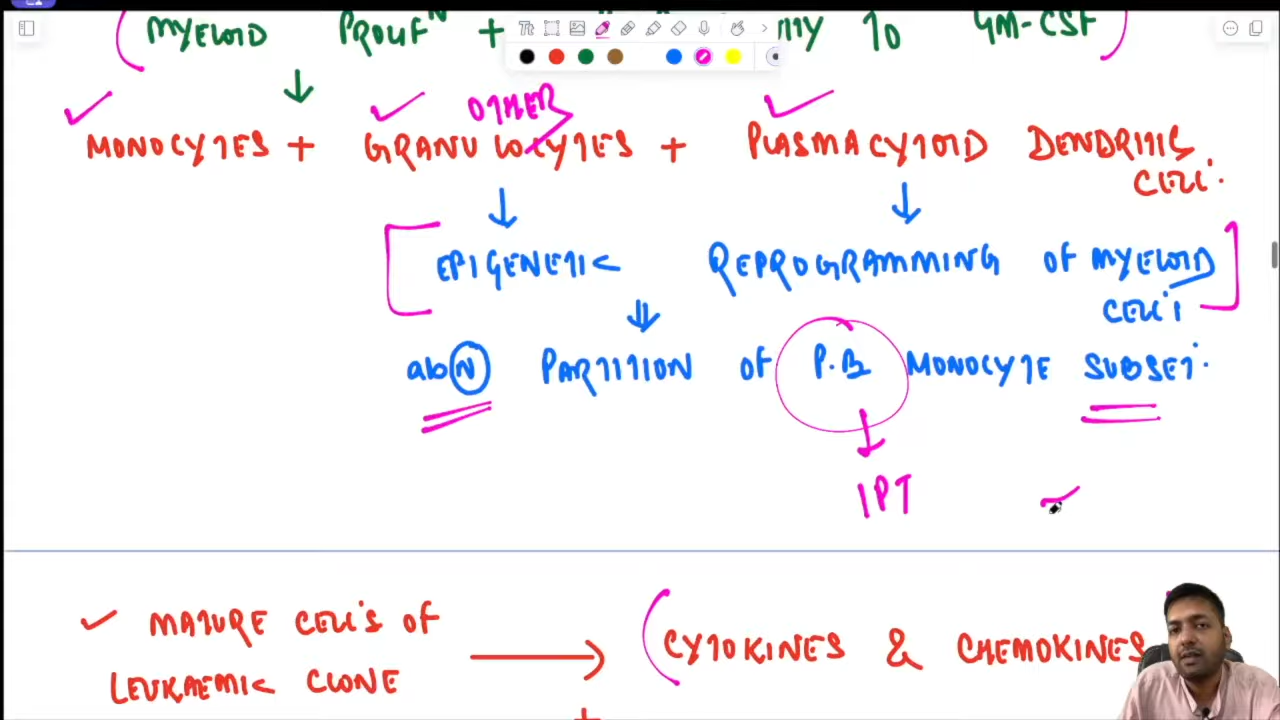 (MYELOID PROLIFN + TO GM-CSF)
↓
OTHER
✓ MONOCYTES + ✓ GRANULOCYTES + ✓ PLASMACYTOID DENDRITIC
CELL.
↓ ↓
[EPIGENETIC REPROGRAMMING OF MYELOID
CELL]
⇓
abN PARTITION OF P.B MONOCYTE SUBSET.
↓
IPT
✓ MATURE CELLS OF → (CYTOKINES & CHEMOKINES
LEUKAEMIC CLONE
+